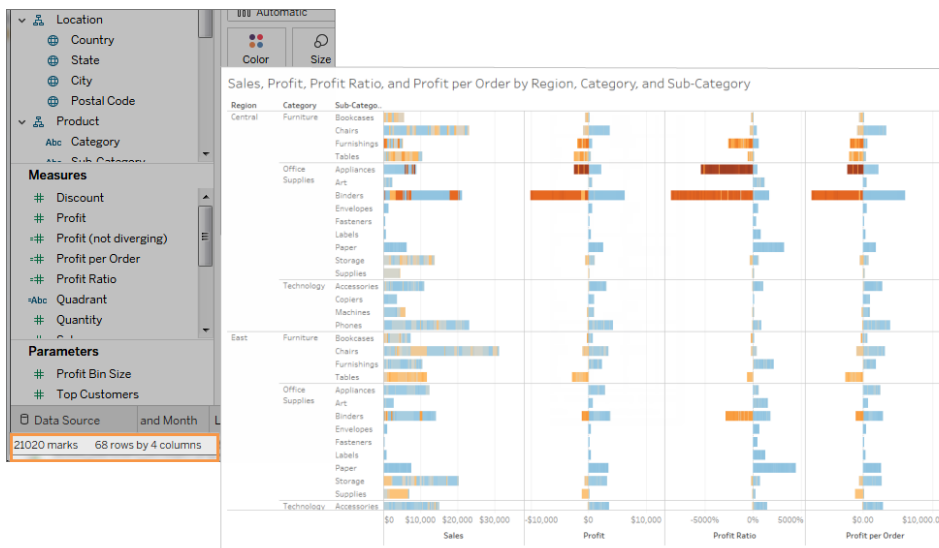 Automatic
Location
Country
State
City
Postal Code
Product
Abc Category
Abc Sub-Category
Color
Size
Measures
# Discount
# Profit
=# Profit (not diverging)
=# Profit per Order
=# Profit Ratio
=Abc Quadrant
# Quantity
Parameters
# Profit Bin Size
# Top Customers
Data Source
and Month
L
21020 marks 68 rows by 4 columns
Sales, Profit, Profit Ratio, and Profit per Order by Region, Category, and Sub-Category
Region Category Sub-Catego..
Central Furniture Bookcases
Chairs
Furnishings
Tables
Office Supplies Appliances
Art
Binders
Envelopes
Fasteners
Labels
Paper
Storage
Supplies
Technology Accessories
Copiers
Machines
Phones
East Furniture Bookcases
Chairs
Furnishings
Tables
Office Supplies Appliances
Art
Binders
Envelopes
Fasteners
Labels
Paper
Storage
Supplies
Technology Accessories
$0 $10,000 $20,000 $30,000 -$10,000 $0 $10,000 -5000% 0% 5000% $0.00 $10,000.0
Sales Profit Profit Ratio Profit per Order